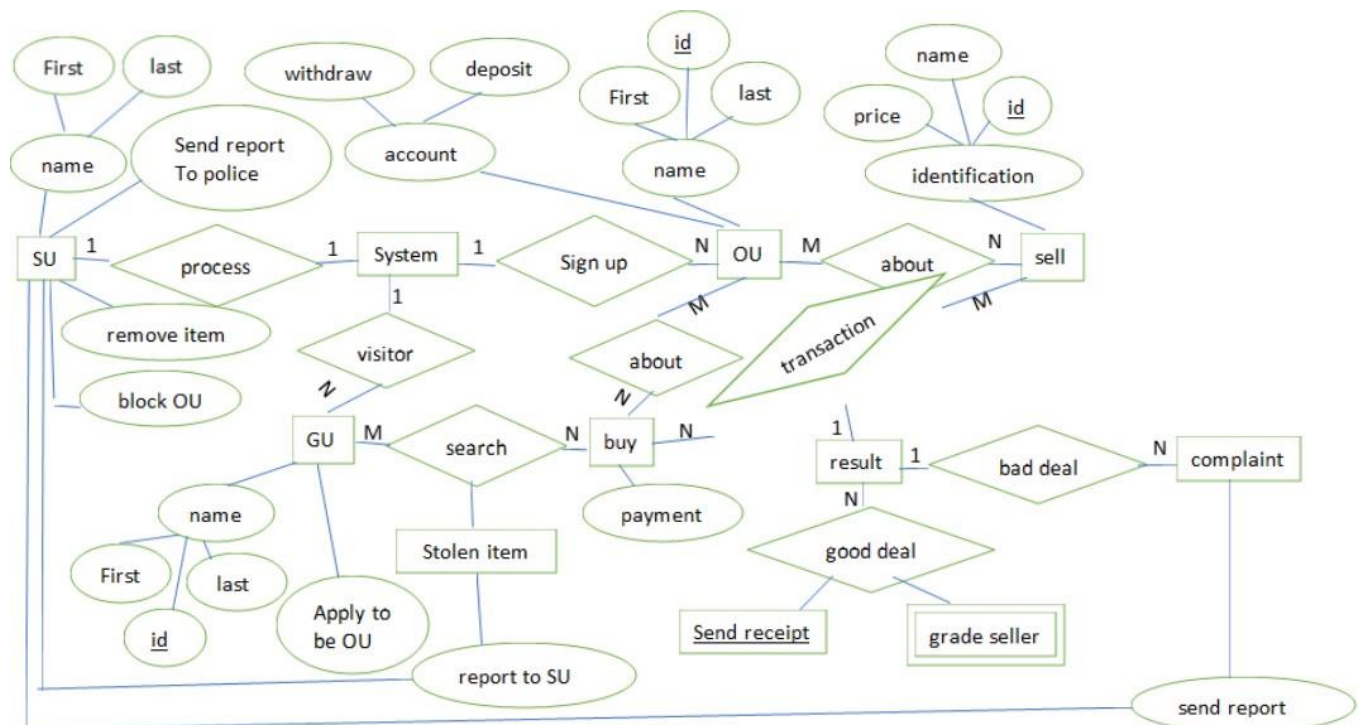 First
last
name
Send report
To police
withdraw
deposit
account
id
First
last
name
name
id
price
identification
SU
1
process
1
System
1
Sign up
N
OU
M
about
N
sell
remove item
1
M
M
transaction
visitor
about
block OU
N
N
GU
M
search
N
buy
N
1
result
1
bad deal
N
complaint
name
payment
N
Stolen item
good deal
First
last
id
Apply to
be OU
Send receipt
grade seller
report to SU
send report